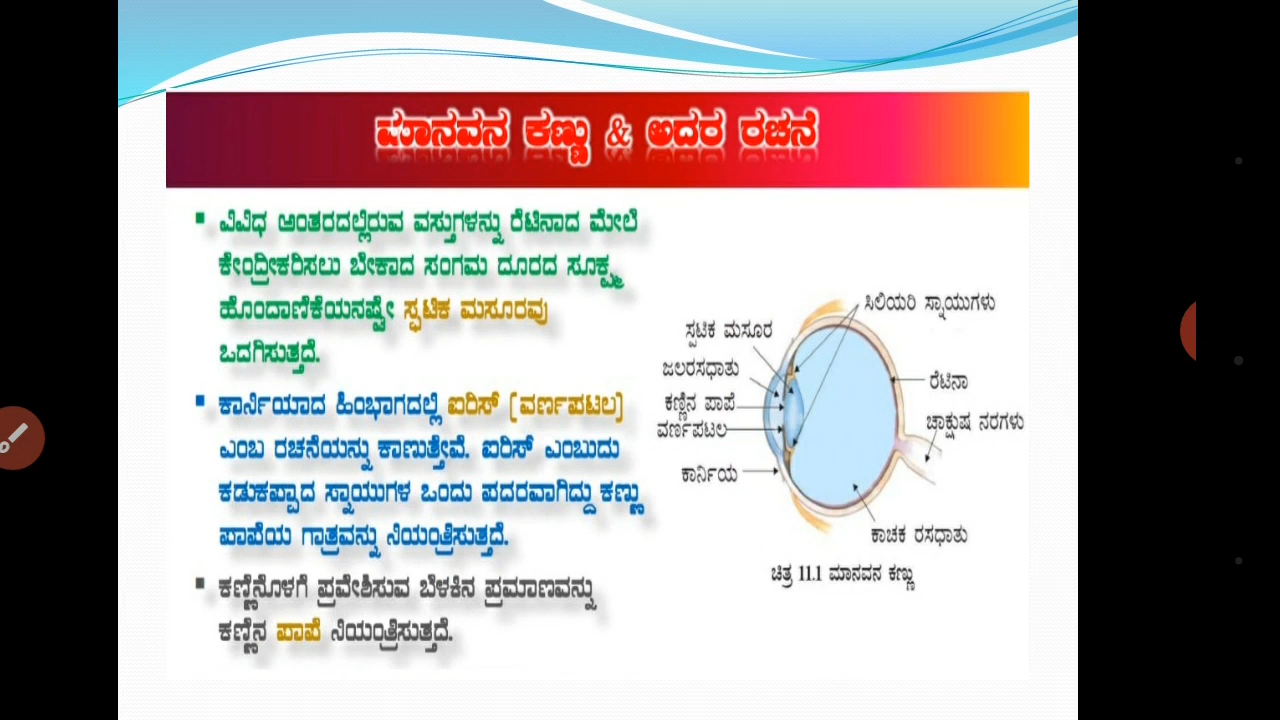 ಮಾನವನ ಕಣ್ಣು & ಅದರ ರಚನೆ
ವಿವಿಧ ಅಂತರದಲ್ಲಿರುವ ವಸ್ತುಗಳನ್ನು ರೆಟಿನಾದ ಮೇಲೆ
ಕೇಂದ್ರೀಕರಿಸಲು ಬೇಕಾದ ಸಂಗಮ ದೂರದ ಸೂಕ್ಷ್ಮ
ಹೊಂದಾಣಿಕೆಯನಷ್ಟೇ ಸ್ಫಟಿಕ ಮಸೂರವು
ಒದಗಿಸುತ್ತದೆ.
ಕಾರ್ನಿಯಾದ ಹಿಂಭಾಗದಲ್ಲಿ ಐರಿಸ್ (ವರ್ಣಪಟಲ)
ಎಂಬ ರಚನೆಯನ್ನು ಕಾಣುತ್ತೇವೆ. ಐರಿಸ್ ಎಂಬುದು
ಕಡುಕಪ್ಪಾದ ಸ್ನಾಯುಗಳ ಒಂದು ಪದರವಾಗಿದ್ದು ಕಣ್ಣು
ಪಾಪೆಯ ಗಾತ್ರವನ್ನು ನಿಯಂತ್ರಿಸುತ್ತದೆ.
ಕಣ್ಣಿನೊಳಗೆ ಪ್ರವೇಶಿಸುವ ಬೆಳಕಿನ ಪ್ರಮಾಣವನ್ನು
ಕಣ್ಣಿನ ಪಾಪೆ ನಿಯಂತ್ರಿಸುತ್ತದೆ.
ಸಿಲಿಯರಿ ಸ್ನಾಯುಗಳು
ಸ್ಪಟಿಕ ಮಸೂರ
ಜಲರಸಧಾತು
ರೆಟಿನಾ
ಕಣ್ಣಿನ ಪಾಪೆ
ಚಾಕ್ಷುಷ ನರಗಳು
ವರ್ಣಪಟಲ
ಕಾರ್ನಿಯ
ಕಾಚಕ ರಸಧಾತು
ಚಿತ್ರ 11.1 ಮಾನವನ ಕಣ್ಣು